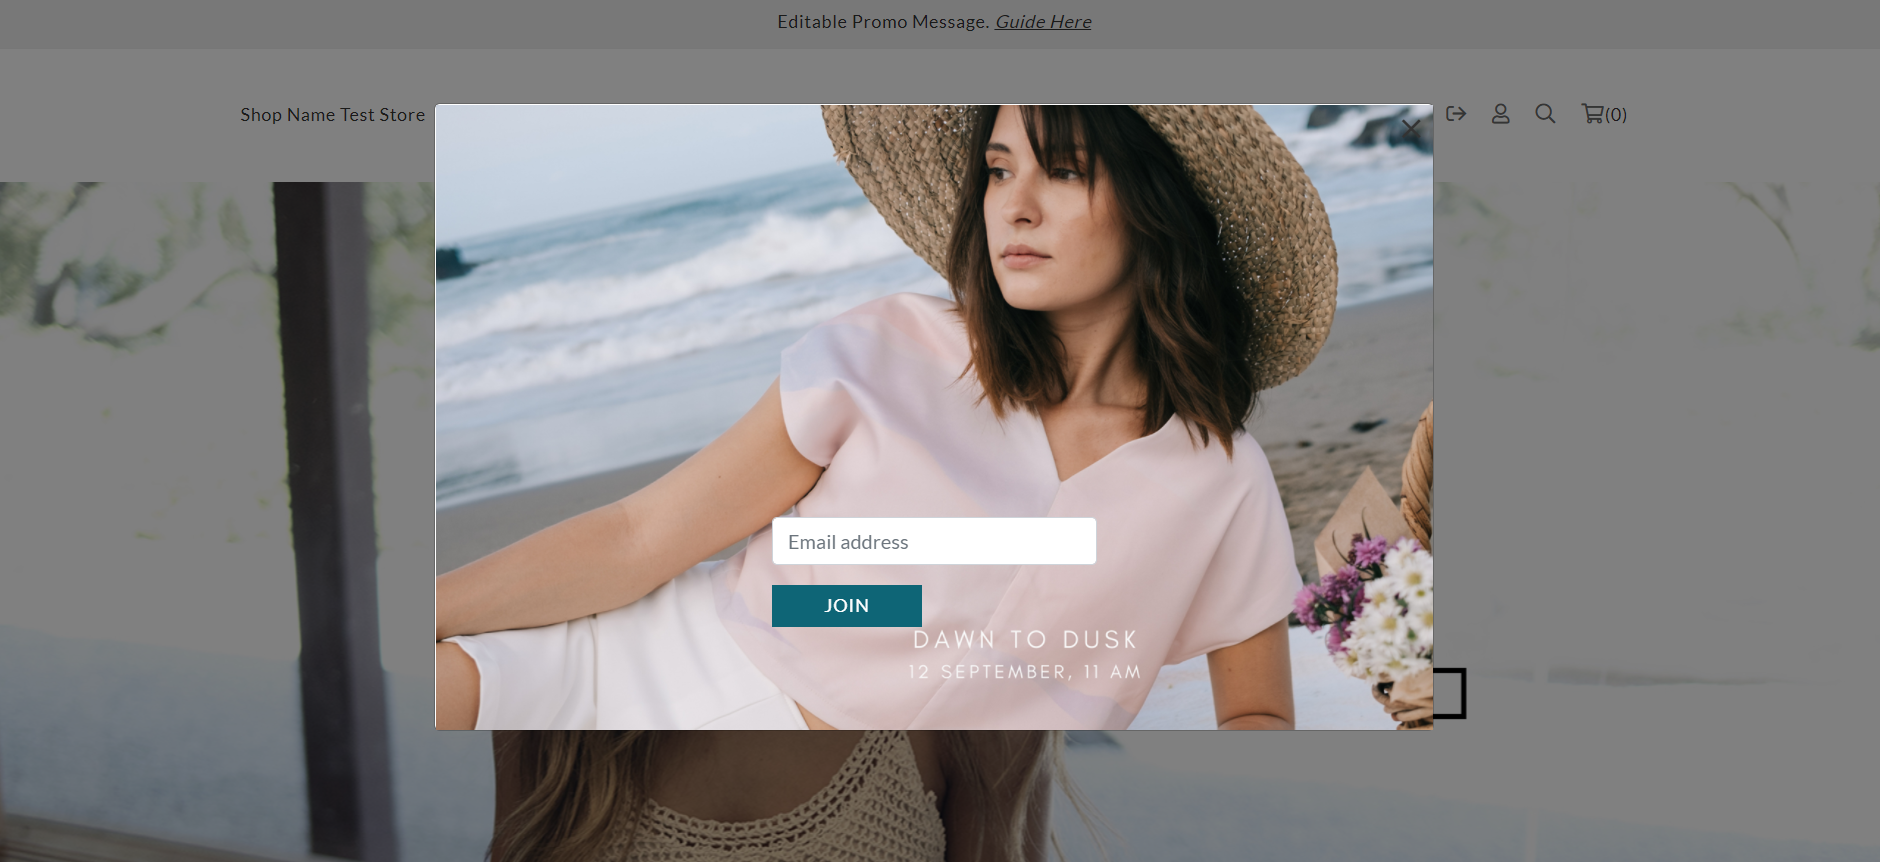 Editable Promo Message. Guide Here
Shop Name Test Store
(0)
Email address
JOIN
DAWN TO DUSK
12 SEPTEMBER, 11 AM